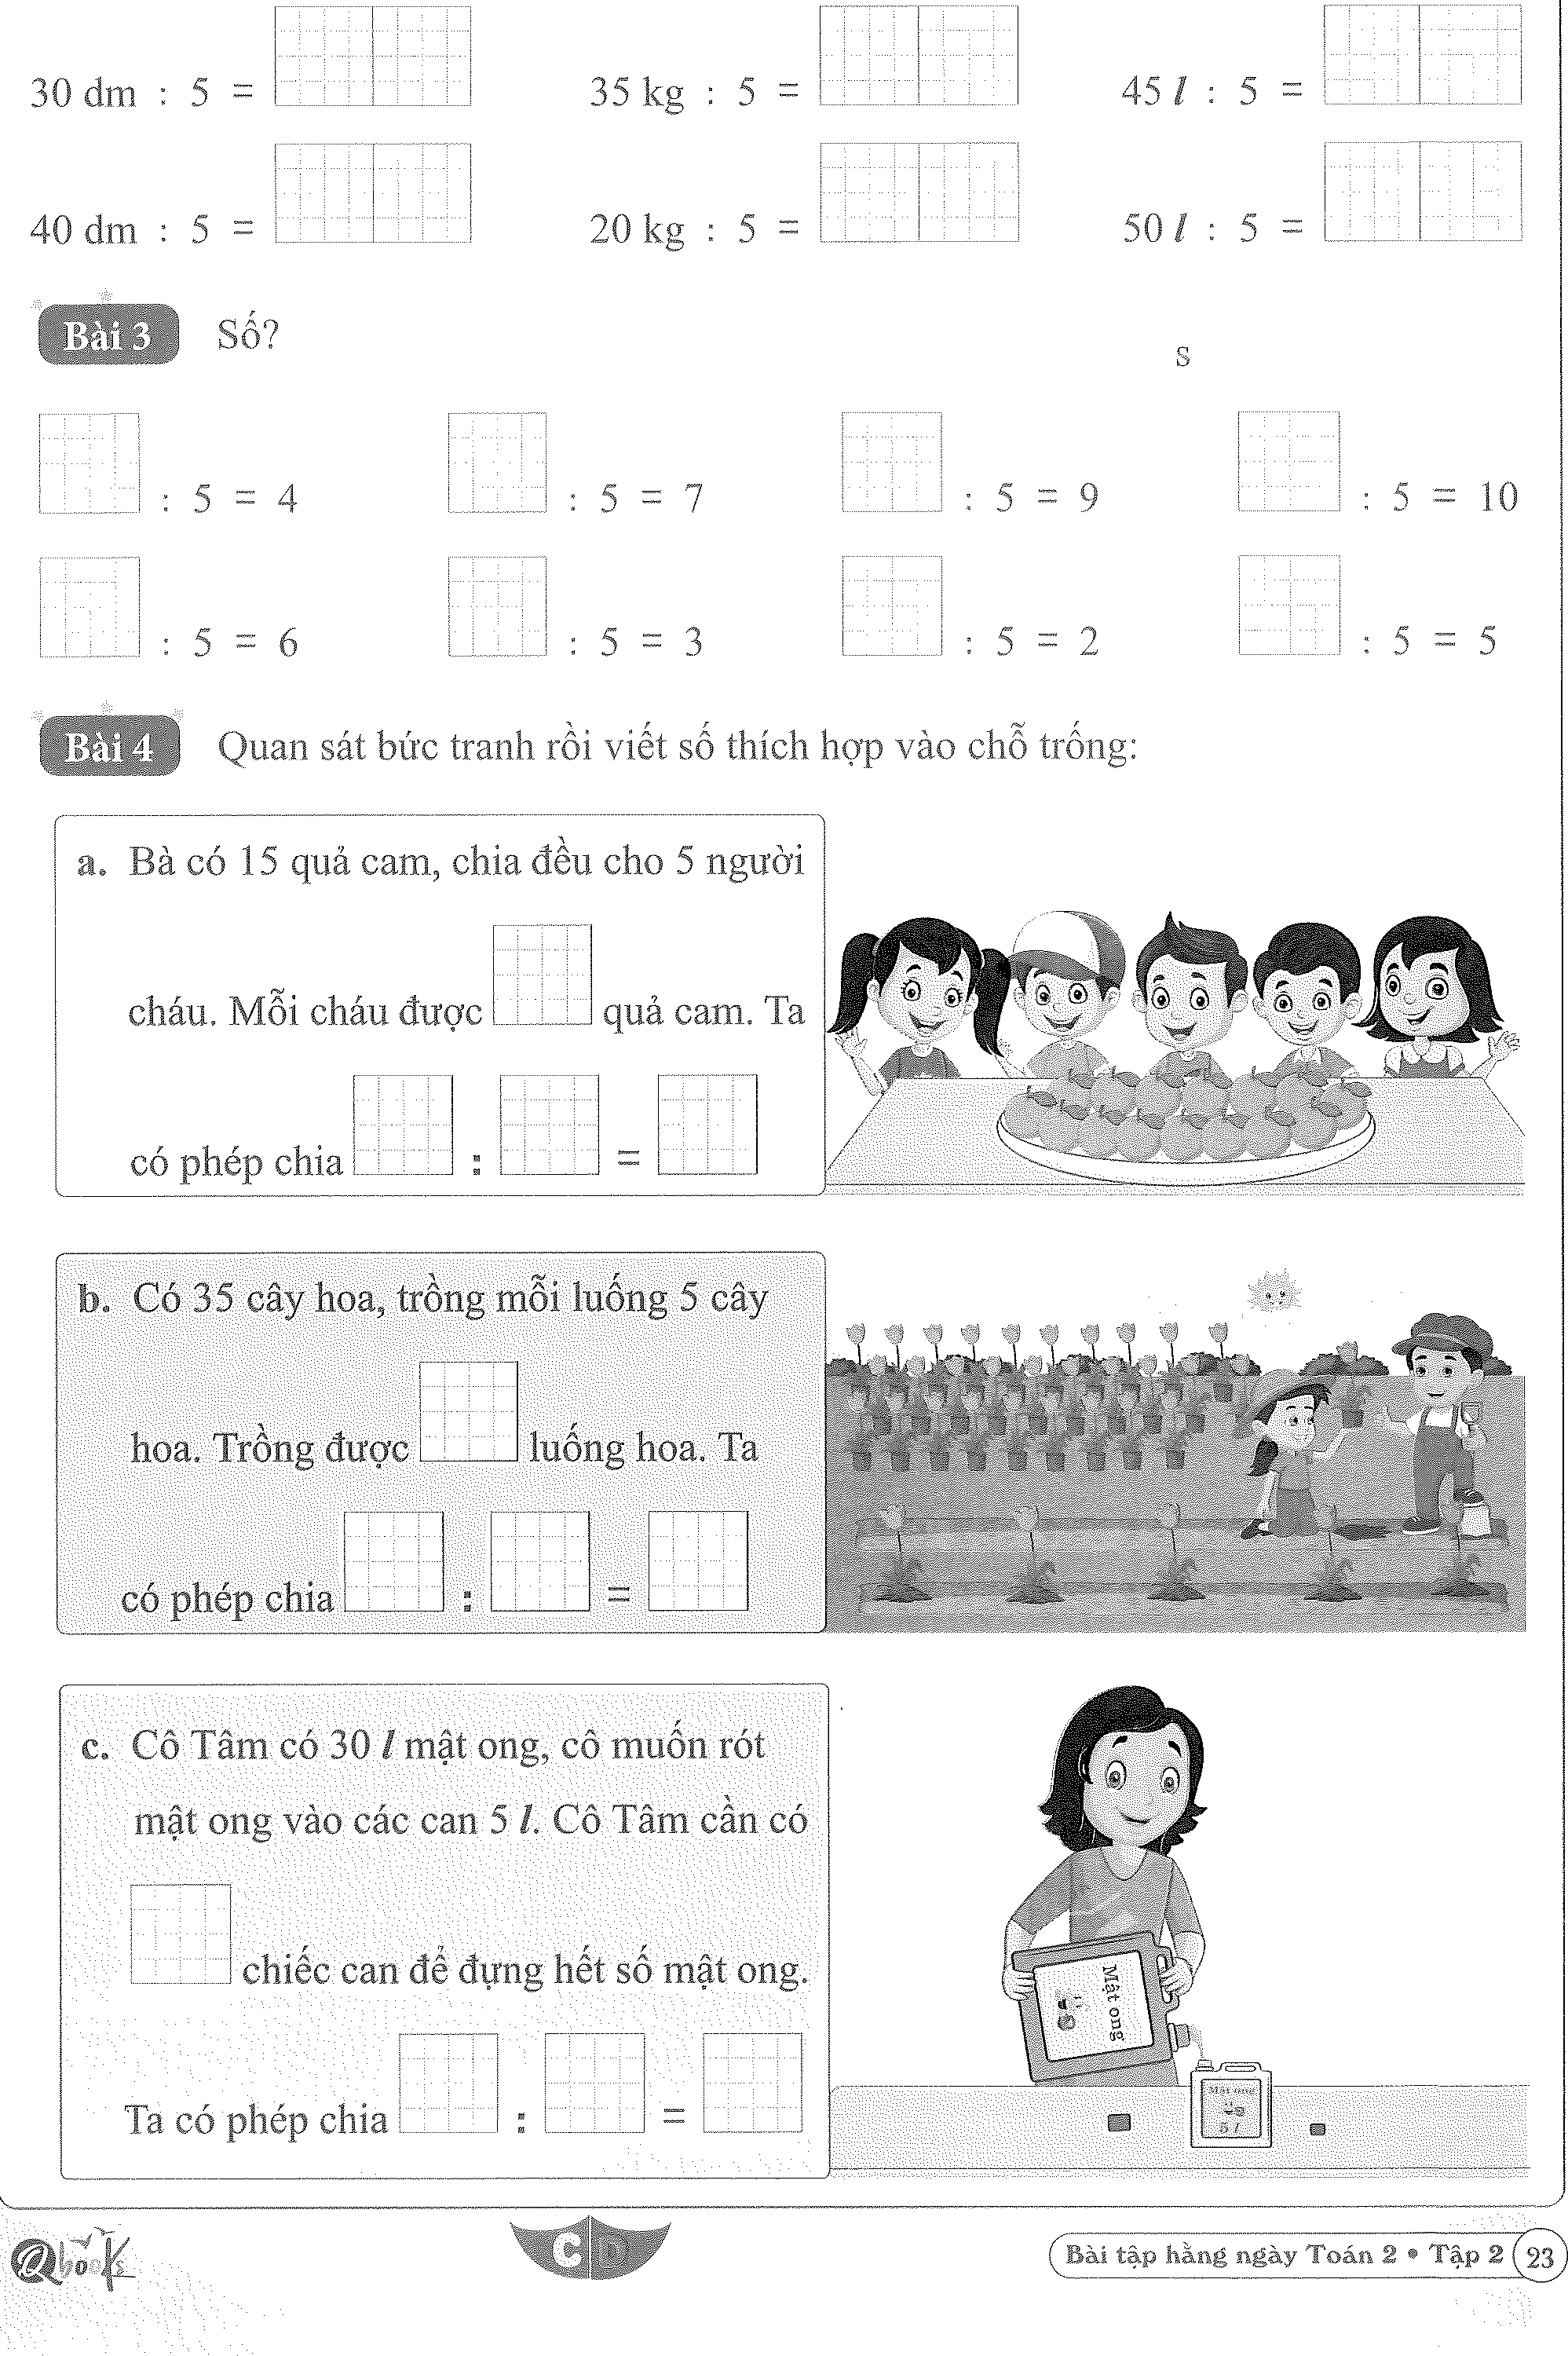 30 dm : 5 =
35 kg : 5 =
45 l : 5 =
40 dm : 5 =
20 kg : 5 =
50 l : 5 =
Bài 3 Số?
s
: 5 = 4
: 5 = 7
: 5 = 9
: 5 = 10
: 5 = 6
: 5 = 3
: 5 = 2
: 5 = 5
Bài 4 Quan sát bức tranh rồi viết số thích hợp vào chỗ trống:
a. Bà có 15 quả cam, chia đều cho 5 người
cháu. Mỗi cháu được quả cam. Ta
có phép chia : =
b. Có 35 cây hoa, trồng mỗi luống 5 cây
hoa. Trồng được luống hoa. Ta
có phép chia : =
c. Cô Tâm có 30 l mật ong, cô muốn rót
mật ong vào các can 5 l. Cô Tâm cần có
chiếc can để đựng hết số mật ong.
Ta có phép chia : =
Mật ong
Mật ong
5 l
Qbooks
C D
Bài tập hằng ngày Toán 2 • Tập 2 23